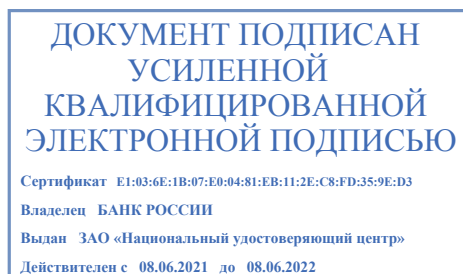 ДОКУМЕНТ ПОДПИСАН
УСИЛЕННОЙ
КВАЛИФИЦИРОВАННОЙ
ЭЛЕКТРОННОЙ ПОДПИСЬЮ
Сертификат E1:03:6E:1B:07:E0:04:81:EB:11:2E:C8:FD:35:9E:D3
Владелец БАНК РОССИИ
Выдан ЗАО «Национальный удостоверяющий центр»
Действителен с 08.06.2021 до 08.06.2022